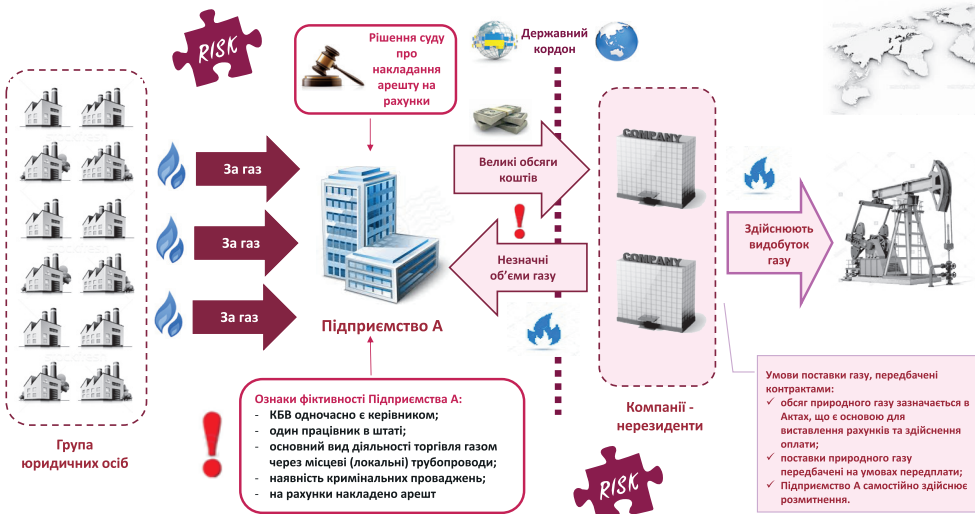 RISK
Рішення суду
про
накладання
арешту на
рахунки
Державний
кордон
За газ
За газ
За газ
Великі обсяги
коштів
Незначні
об’єми газу
COMPANY
COMPANY
Здійснюють
видобуток
газу
Підприємство А
Група
юридичних осіб
Ознаки фіктивності Підприємства А:
- КБВ одночасно є керівником;
- один працівник в штаті;
- основний вид діяльності торгівля газом
через місцеві (локальні) трубопроводи;
- наявність кримінальних проваджень;
- на рахунки накладено арешт
Компанії -
нерезиденти
RISK
Умови поставки газу, передбачені
контрактами:
✓ обсяг природного газу зазначається в
Актах, що є основою для
виставлення рахунків та здійснення
оплати;
✓ поставки природного газу
передбачені на умовах передплати;
✓ Підприємство А самостійно здійснює
розмитнення.